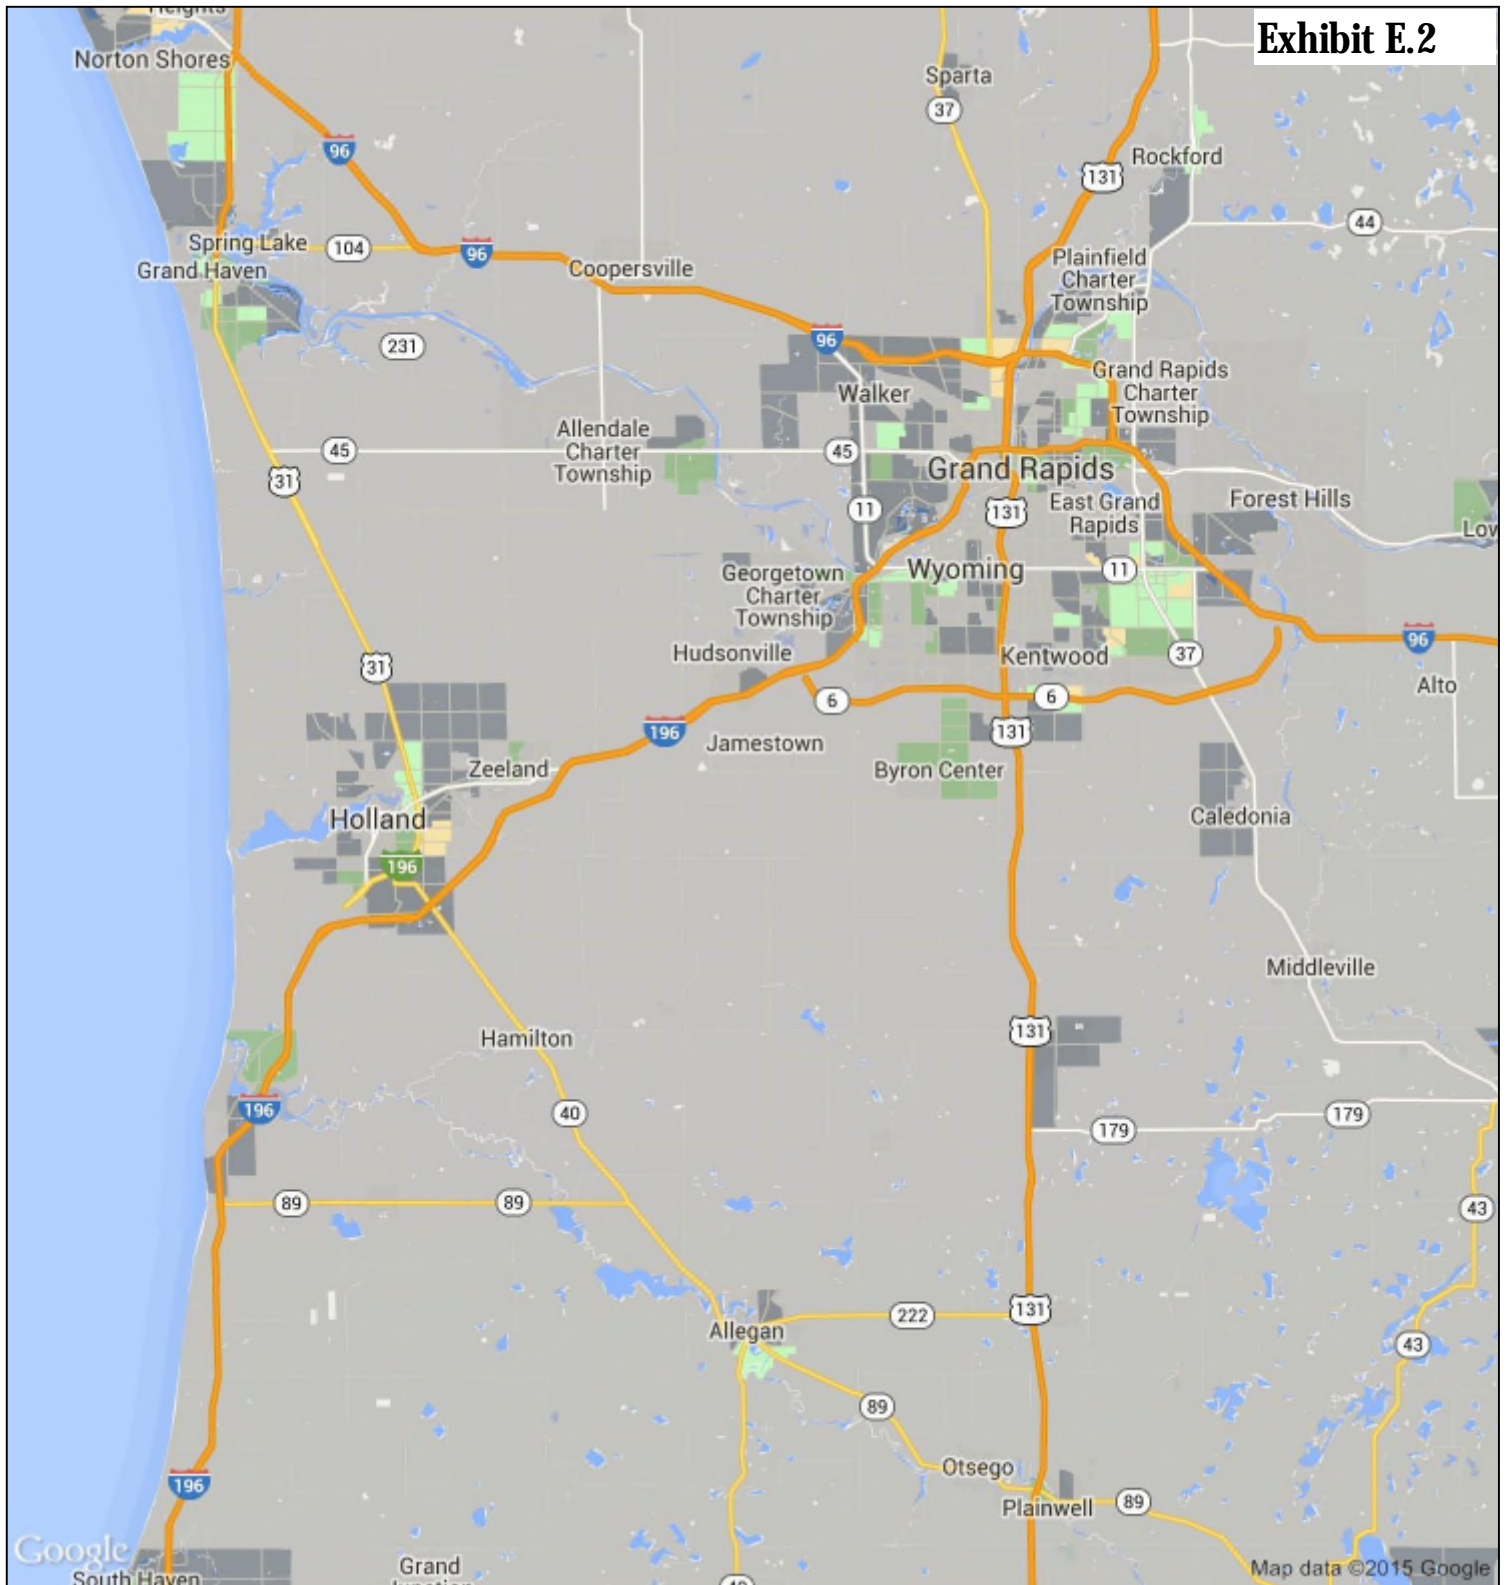 Heights
Exhibit E.2
Norton Shores
Sparta
37
96
131
Rockford
44
Spring Lake
104
96
Grand Haven
Coopersville
Plainfield
Charter
Township
231
96
Walker
Grand Rapids
Charter
Township
Allendale
Charter
Township
45
45
31
Grand Rapids
11
131
East Grand
Rapids
Forest Hills
Georgetown
Charter
Township
Wyoming
11
Hudsonville
Kentwood
37
96
31
6
6
Alto
196
Jamestown
131
Zeeland
Byron Center
Holland
Caledonia
196
Middleville
Hamilton
131
196
40
179
179
89
89
43
Allegan
222
131
43
89
Otsego
Plainwell
89
196
Google
South Haven
Grand
Map data ©2015 Google